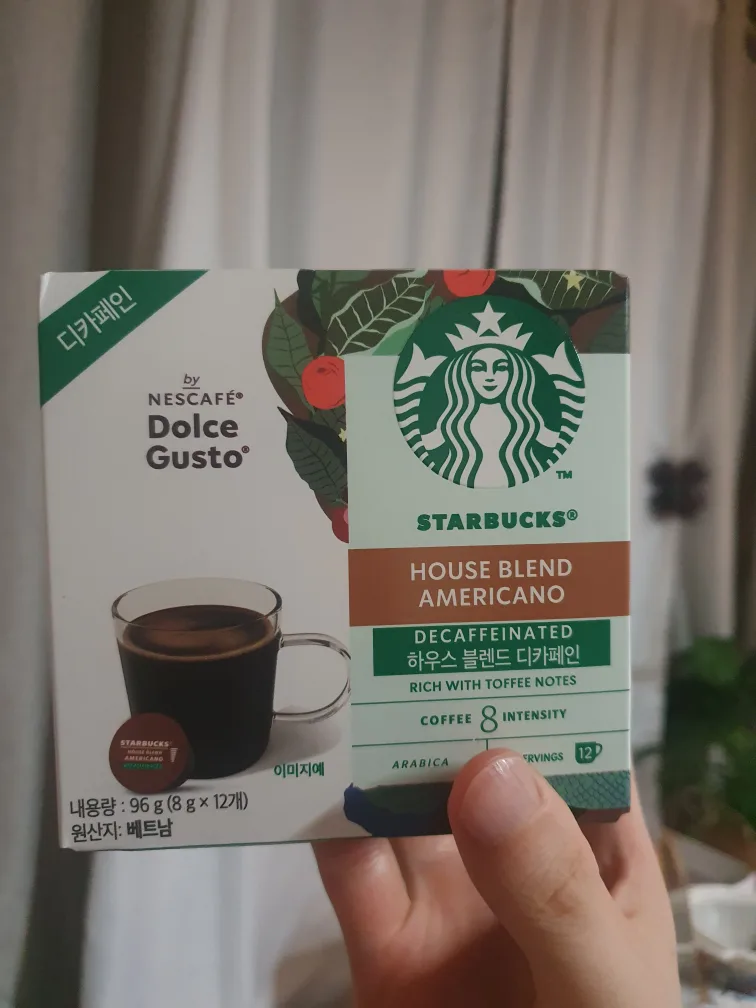 디카페인
by
NESCAFÉ®
Dolce
Gusto®
TM
STARBUCKS®
HOUSE BLEND
AMERICANO
DECAFFEINATED
하우스 블렌드 디카페인
RICH WITH TOFFEE NOTES
COFFEE 8 INTENSITY
ARABICA
12
STARBUCKS®
HOUSE BLEND
AMERICANO
이미지예
내용량 : 96 g (8 g × 12개)
원산지: 베트남